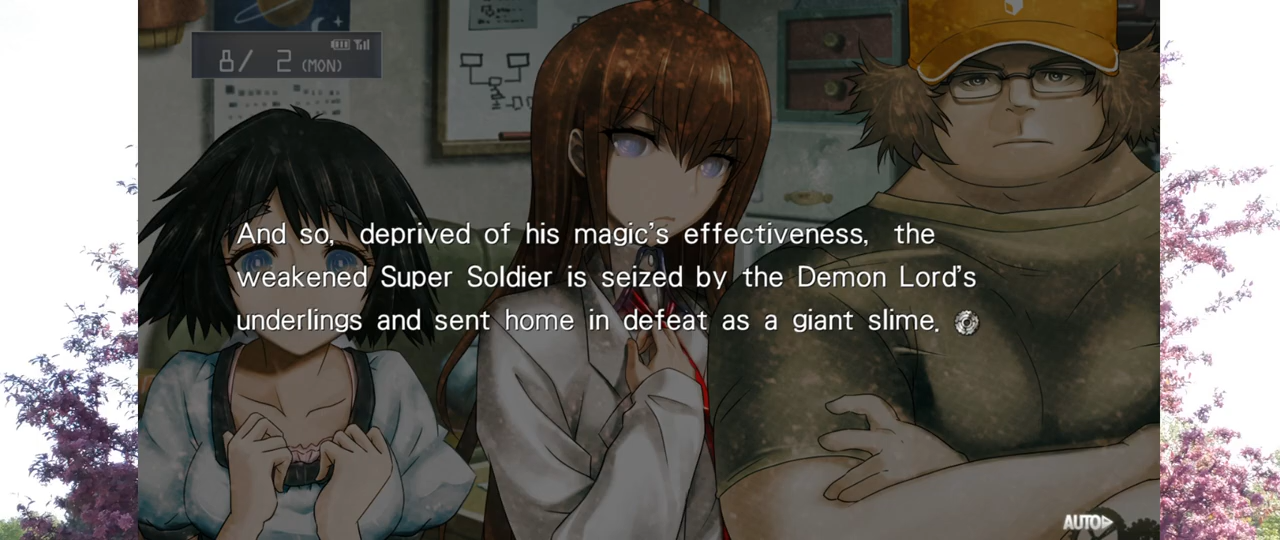 8/ 2 (MON)
And so, deprived of his magic's effectiveness, the
weakened Super Soldier is seized by the Demon Lord's
underlings and sent home in defeat as a giant slime.
AUTO